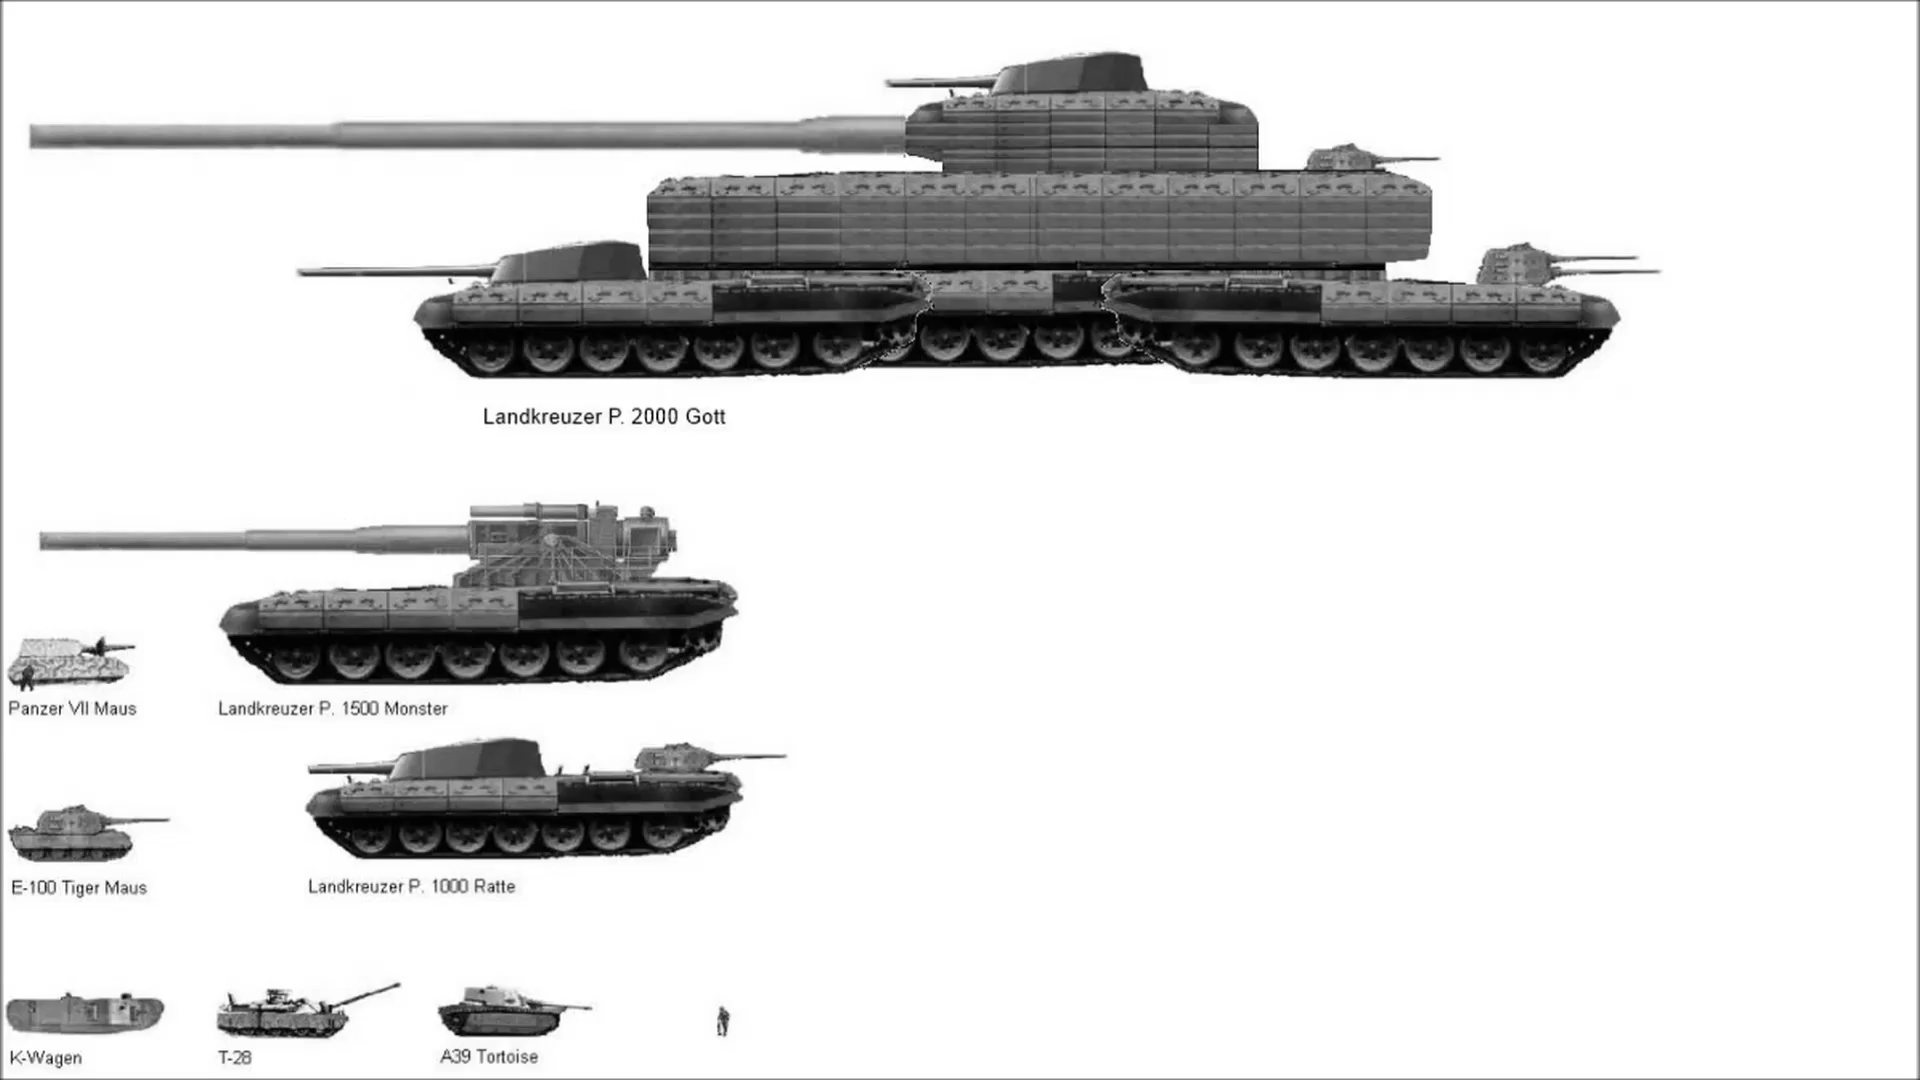 Landkreuzer P. 2000 Gott
Panzer VII Maus
Landkreuzer P. 1500 Monster
E-100 Tiger Maus
Landkreuzer P. 1000 Ratte
K-Wagen
T-28
A39 Tortoise